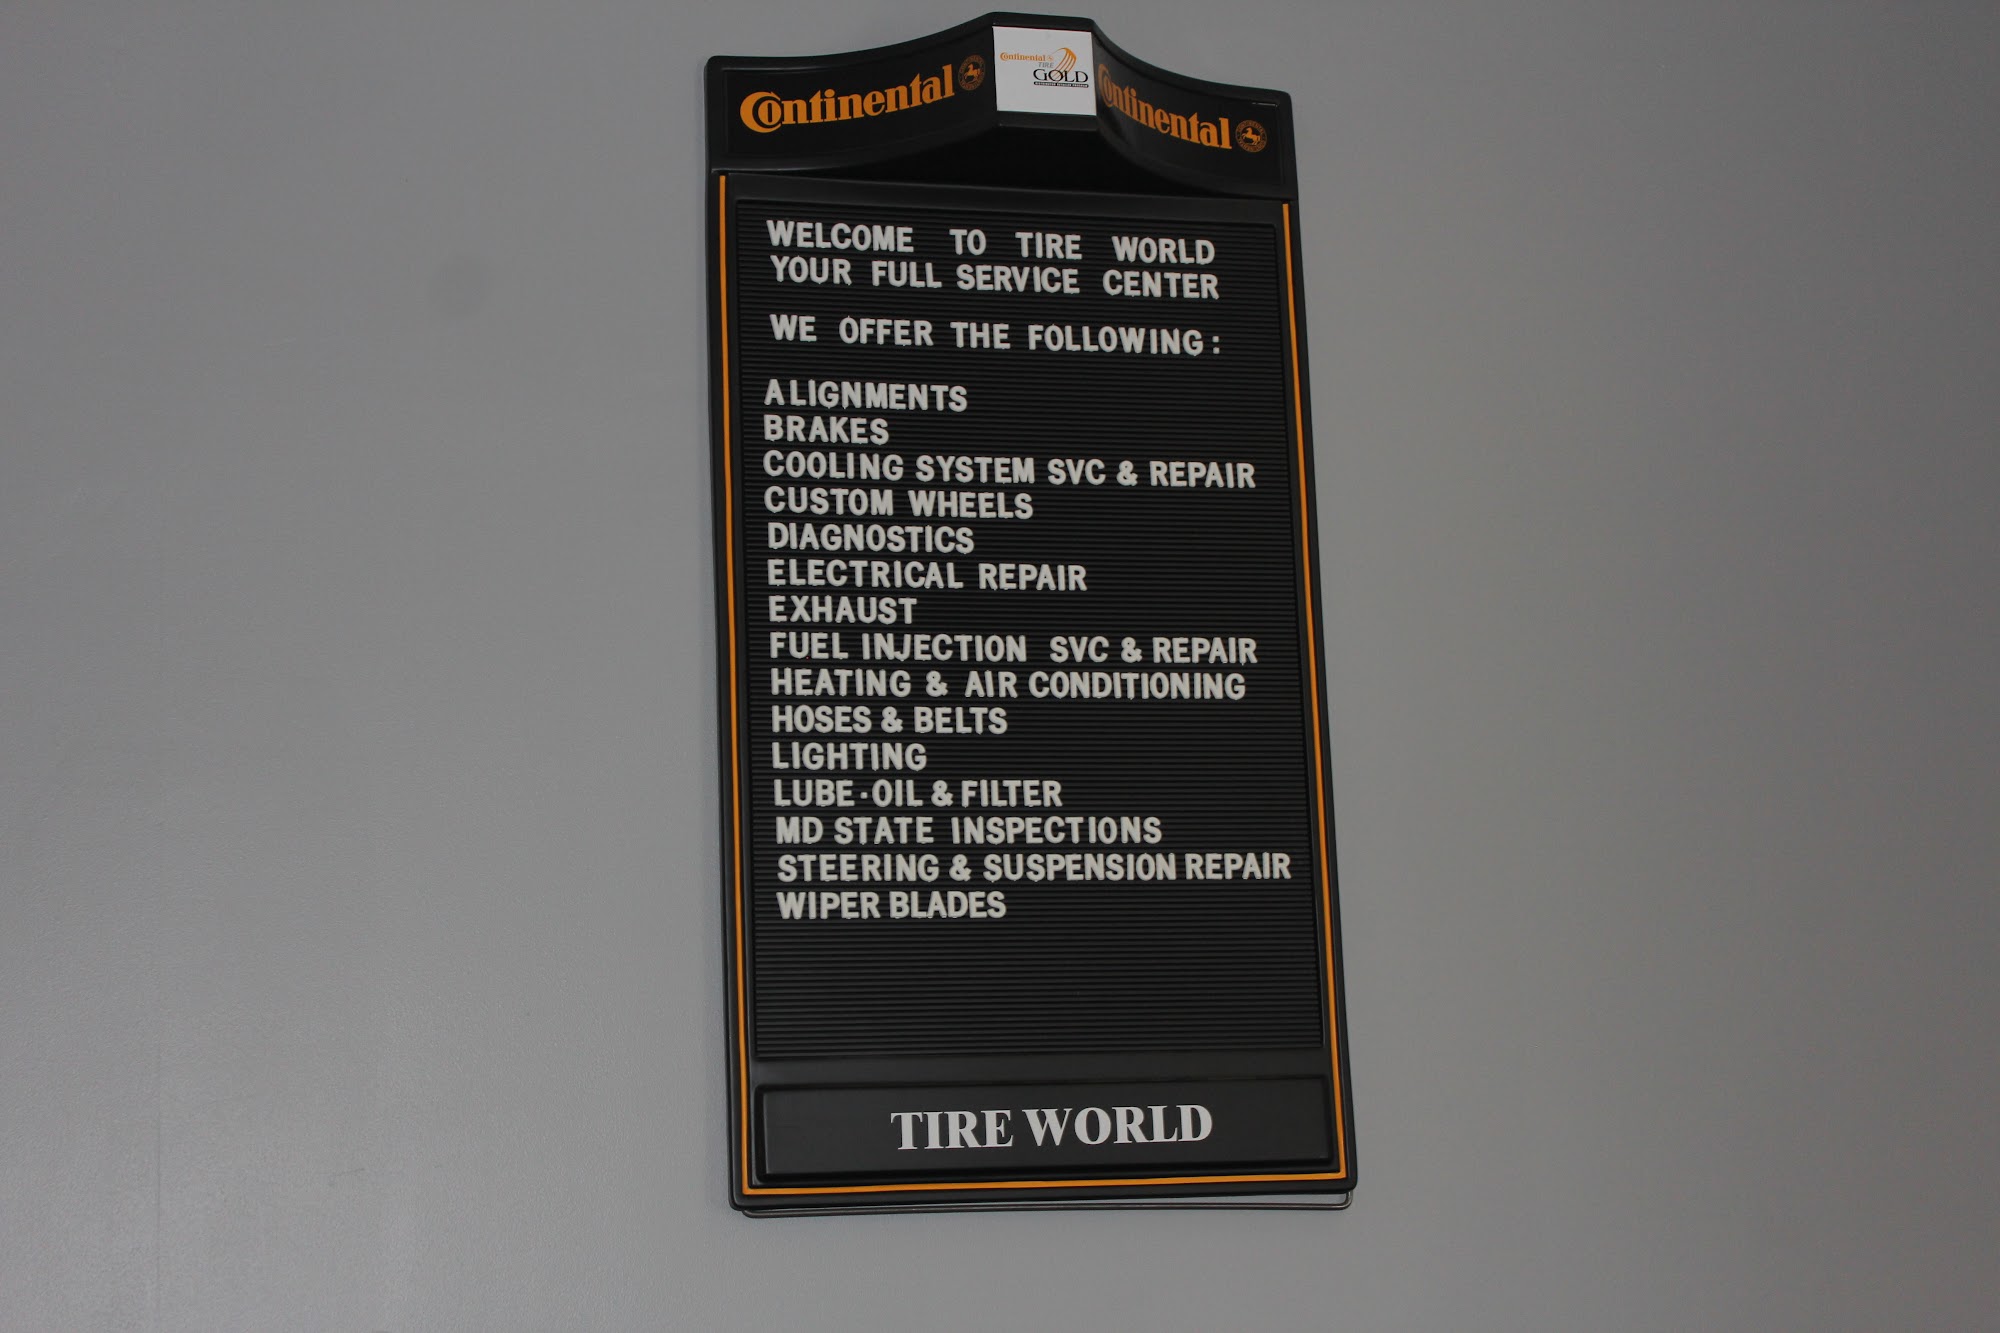 Continental
Continental
TIRE
GOLD
Continental
WELCOME TO TIRE WORLD
YOUR FULL SERVICE CENTER
WE OFFER THE FOLLOWING:
ALIGNMENTS
BRAKES
COOLING SYSTEM SVC & REPAIR
CUSTOM WHEELS
DIAGNOSTICS
ELECTRICAL REPAIR
EXHAUST
FUEL INJECTION SVC & REPAIR
HEATING & AIR CONDITIONING
HOSES & BELTS
LIGHTING
LUBE·OIL & FILTER
MD STATE INSPECTIONS
STEERING & SUSPENSION REPAIR
WIPER BLADES
TIRE WORLD